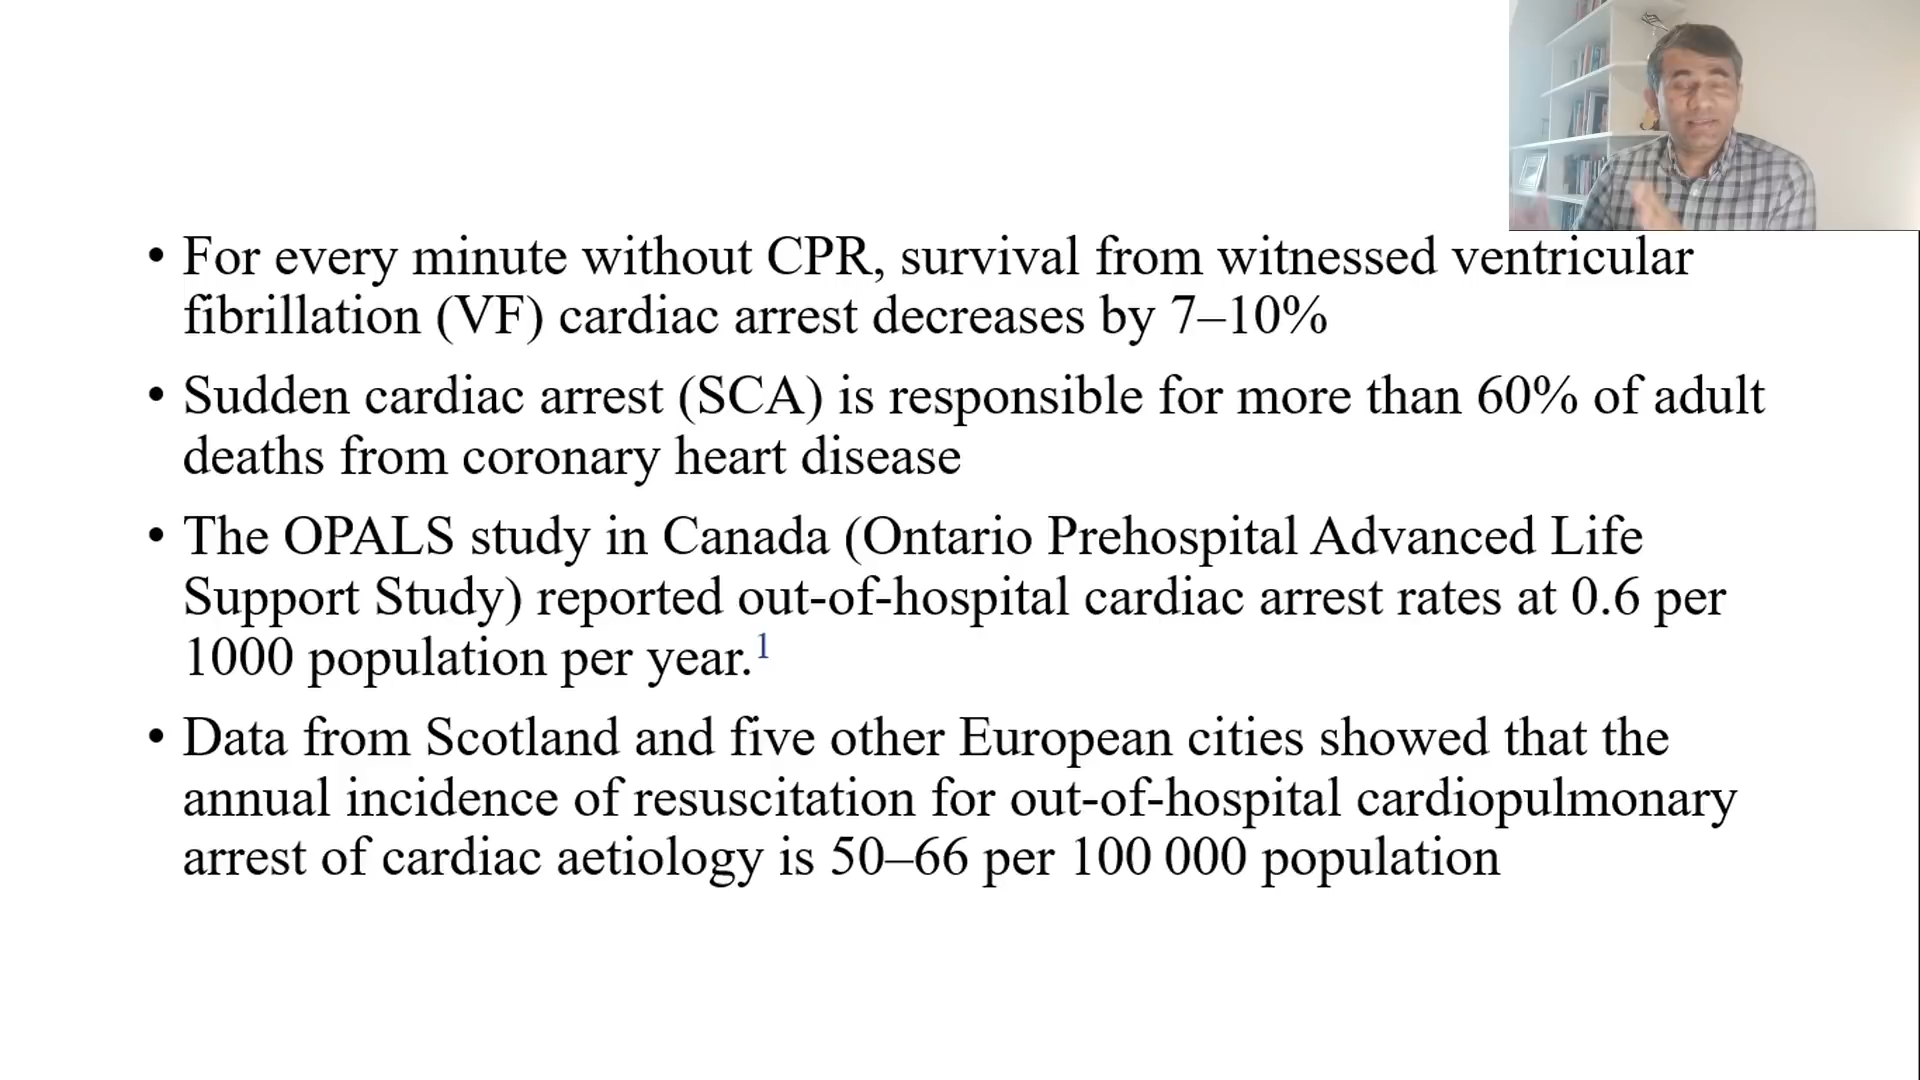 • For every minute without CPR, survival from witnessed ventricular
fibrillation (VF) cardiac arrest decreases by 7–10%
• Sudden cardiac arrest (SCA) is responsible for more than 60% of adult
deaths from coronary heart disease
• The OPALS study in Canada (Ontario Prehospital Advanced Life
Support Study) reported out-of-hospital cardiac arrest rates at 0.6 per
1000 population per year.¹
• Data from Scotland and five other European cities showed that the
annual incidence of resuscitation for out-of-hospital cardiopulmonary
arrest of cardiac aetiology is 50–66 per 100 000 population